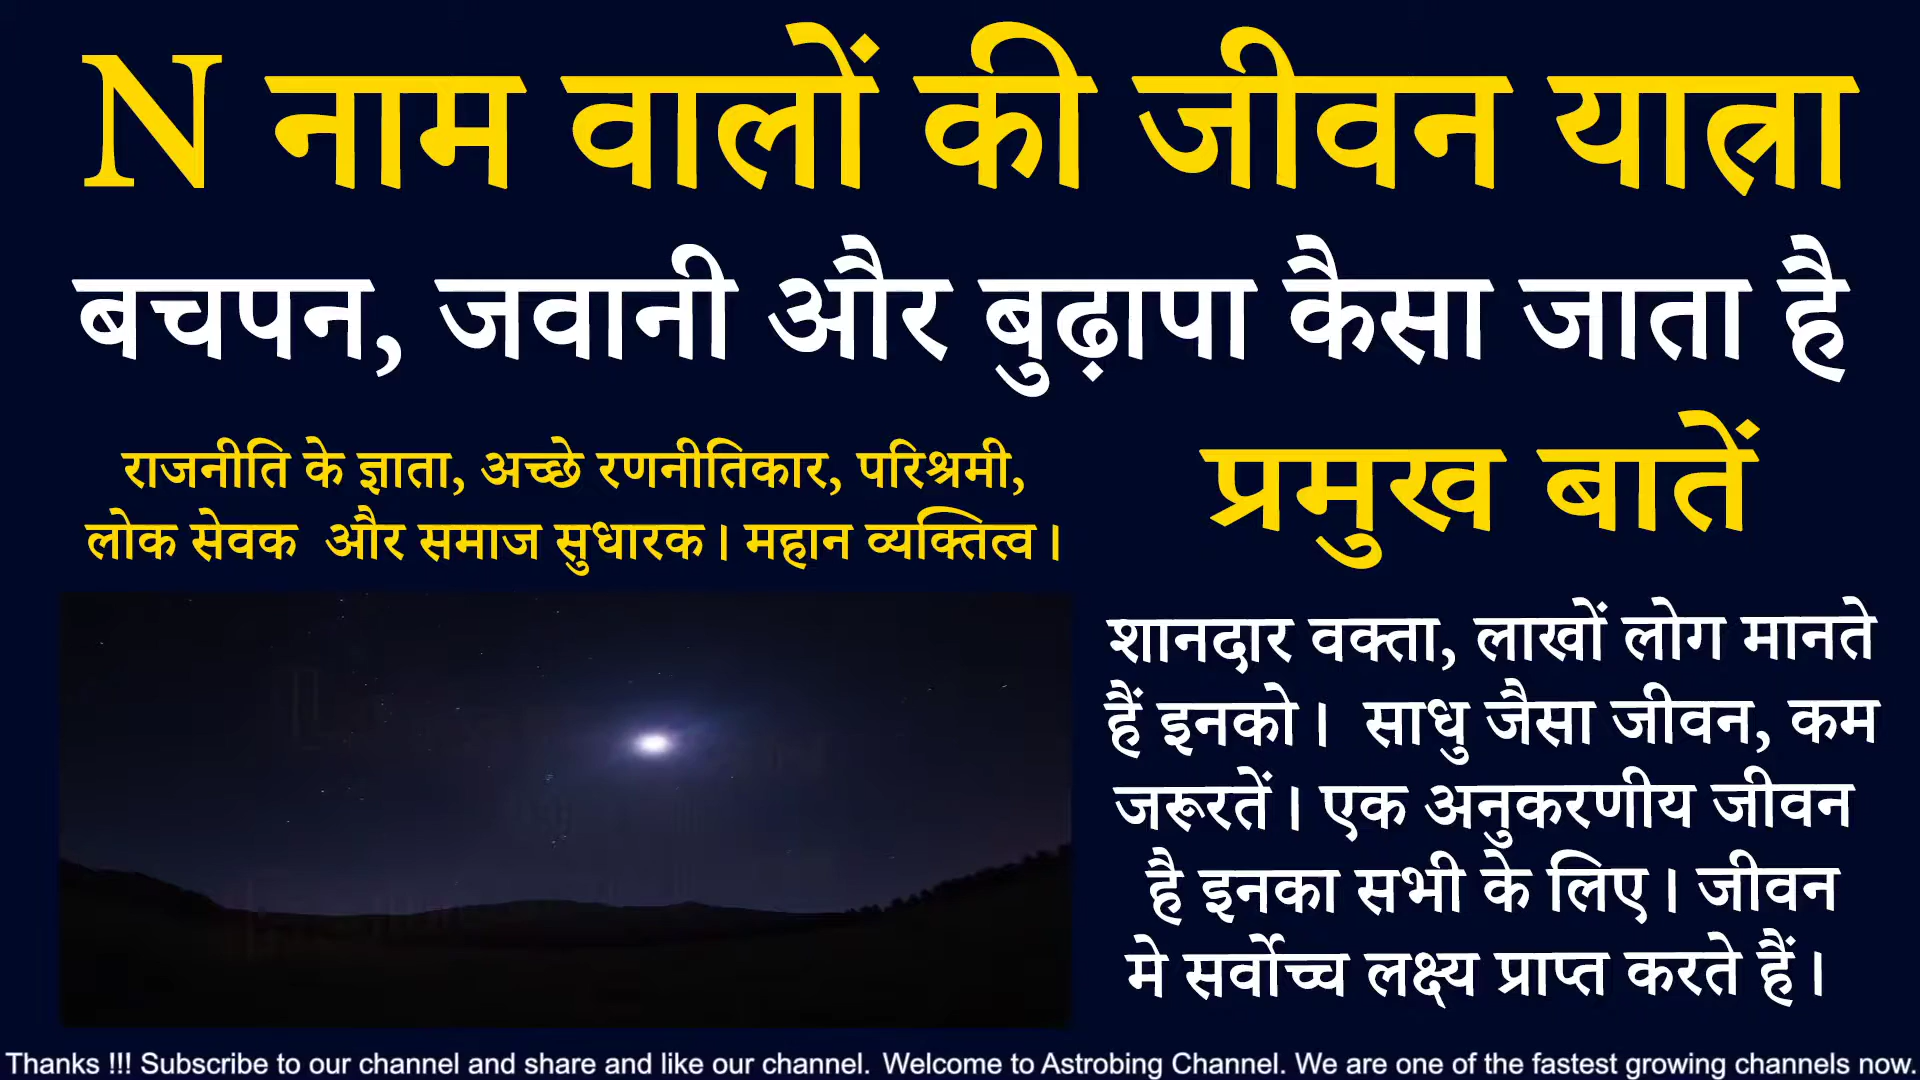 N नाम वालों की जीवन यात्रा
बचपन, जवानी और बुढ़ापा कैसा जाता है
राजनीति के ज्ञाता, अच्छे रणनीतिकार, परिश्रमी,
लोक सेवक और समाज सुधारक। महान व्यक्तित्व।
प्रमुख बातें
शानदार वक्ता, लाखों लोग मानते
हैं इनको। साधु जैसा जीवन, कम
जरूरतें। एक अनुकरणीय जीवन
है इनका सभी के लिए। जीवन
मे सर्वोच्च लक्ष्य प्राप्त करते हैं।
Thanks !!! Subscribe to our channel and share and like our channel. Welcome to Astrobing Channel. We are one of the fastest growing channels now.